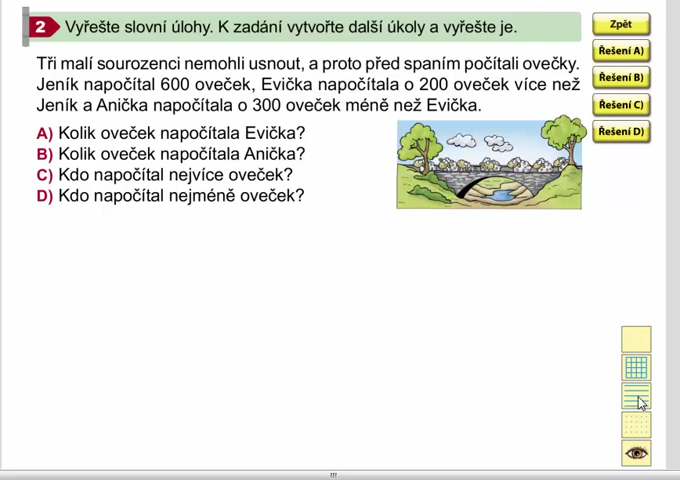 2 Vyřešte slovní úlohy. K zadání vytvořte další úkoly a vyřešte je.
Tři malí sourozenci nemohli usnout, a proto před spaním počítali ovečky.
Jeník napočítal 600 oveček, Evička napočítala o 200 oveček více než
Jeník a Anička napočítala o 300 oveček méně než Evička.
A) Kolik oveček napočítala Evička?
B) Kolik oveček napočítala Anička?
C) Kdo napočítal nejvíce oveček?
D) Kdo napočítal nejméně oveček?
Zpět
Řešení A)
Řešení B)
Řešení C)
Řešení D)